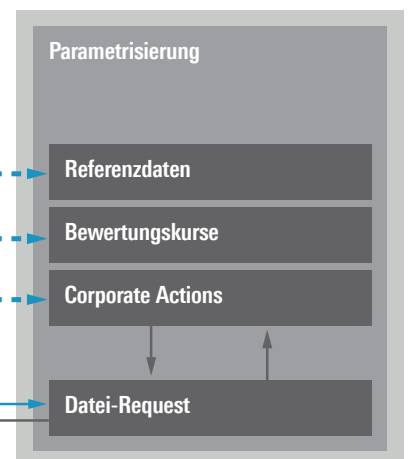 Parametrisierung
Referenzdaten
Bewertungskurse
Corporate Actions
Datei-Request